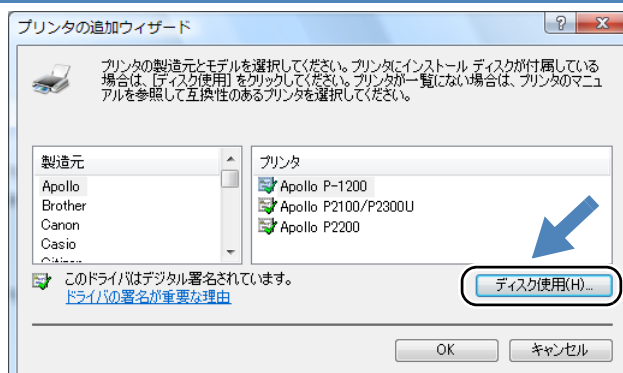 プリンタの追加ウィザード
?
プリンタの製造元とモデルを選択してください。プリンタにインストール ディスクが付属している
場合は、[ディスク使用] をクリックしてください。プリンタが一覧にない場合は、プリンタのマニュ
アルを参照して互換性のあるプリンタを選択してください。
製造元
Apollo
Brother
Canon
Casio
Citizen
プリンタ
Apollo P-1200
Apollo P2100/P2300U
Apollo P2200
このドライバはデジタル署名されています。
ドライバの署名が重要な理由
ディスク使用(H)...
OK
キャンセル